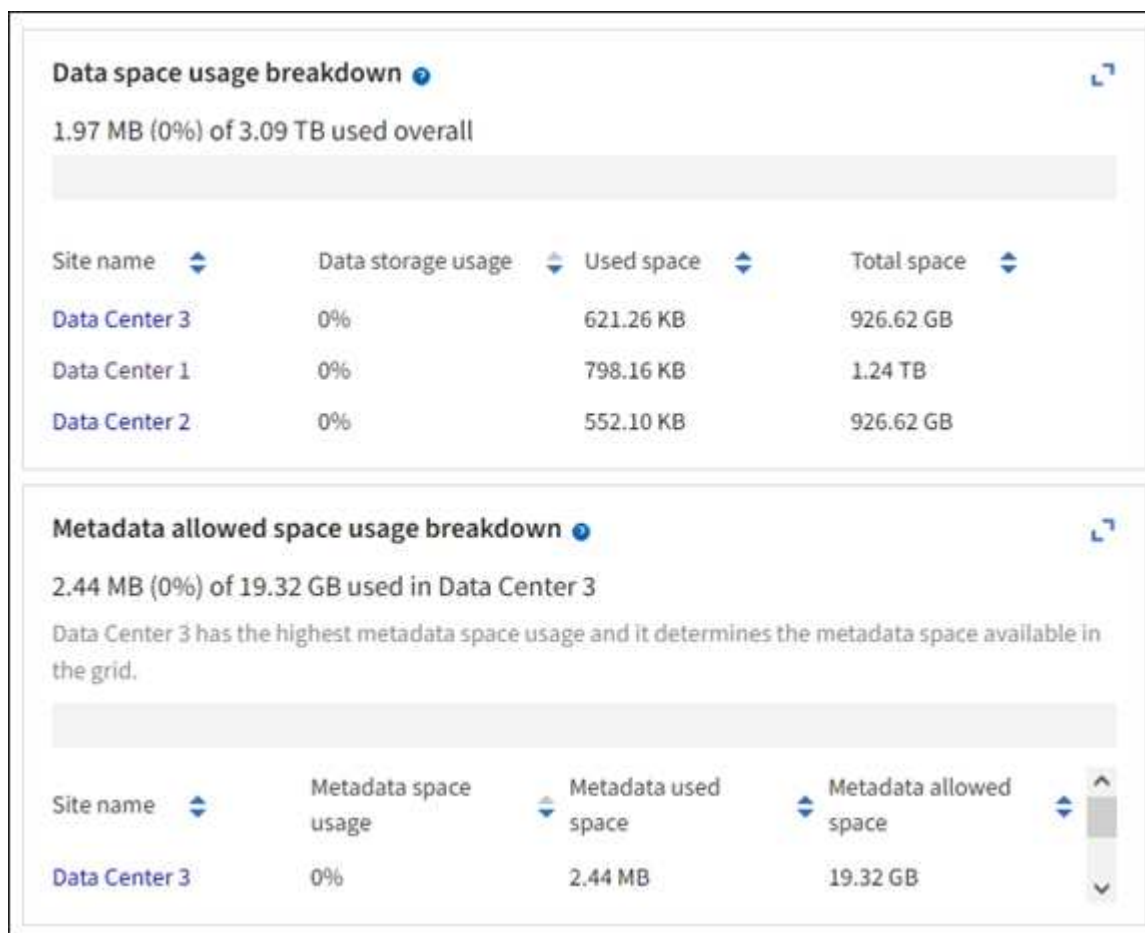 Data space usage breakdown ?
1.97 MB (0%) of 3.09 TB used overall
Site name Data storage usage Used space Total space
Data Center 3 0% 621.26 KB 926.62 GB
Data Center 1 0% 798.16 KB 1.24 TB
Data Center 2 0% 552.10 KB 926.62 GB
Metadata allowed space usage breakdown ?
2.44 MB (0%) of 19.32 GB used in Data Center 3
Data Center 3 has the highest metadata space usage and it determines the metadata space available in
the grid.
Site name Metadata space usage Metadata used space Metadata allowed space
Data Center 3 0% 2.44 MB 19.32 GB